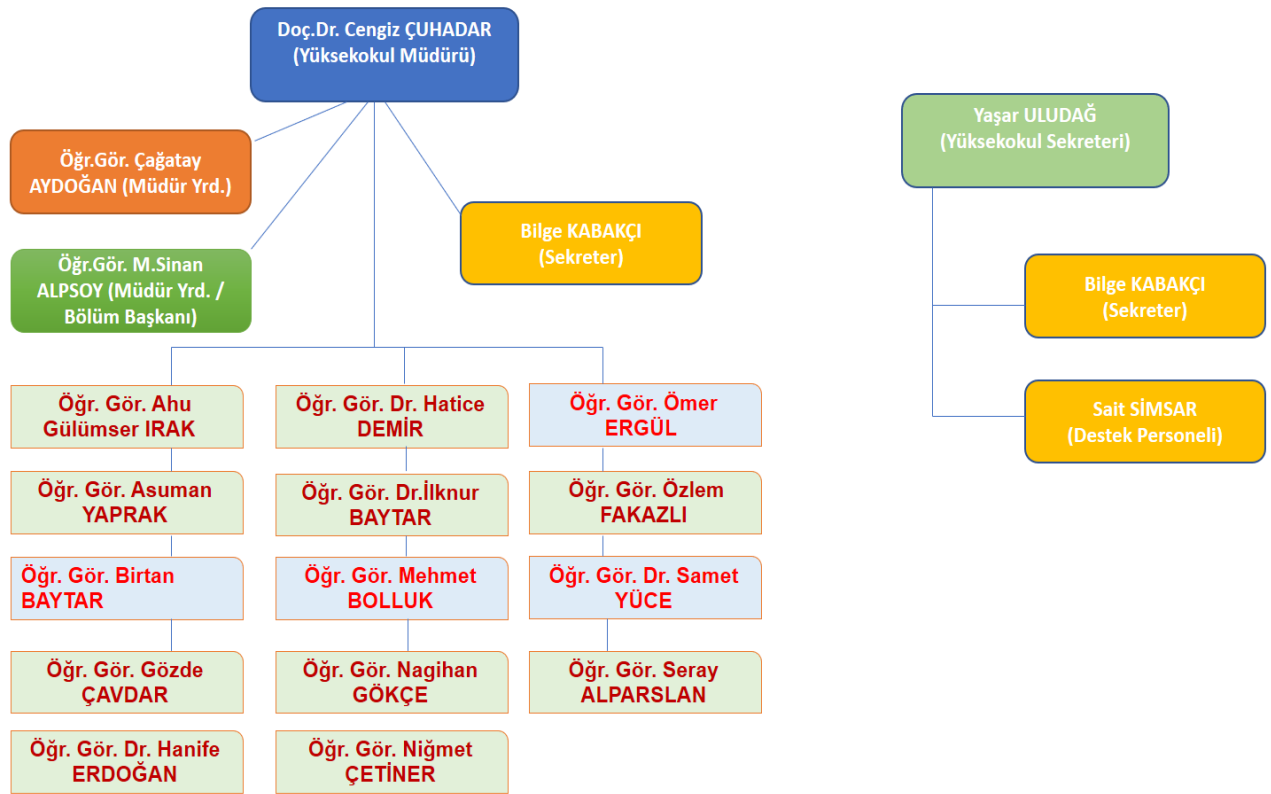 Doç.Dr. Cengiz ÇUHADAR
(Yüksekokul Müdürü)
Öğr.Gör. Çağatay
AYDOĞAN (Müdür Yrd.)
Öğr.Gör. M.Sinan
ALPSOY (Müdür Yrd. /
Bölüm Başkanı)
Bilge KABAKÇI
(Sekreter)
Öğr. Gör. Ahu
Gülümser IRAK
Öğr. Gör. Asuman
YAPRAK
Öğr. Gör. Birtan
BAYTAR
Öğr. Gör. Gözde
ÇAVDAR
Öğr. Gör. Dr. Hanife
ERDOĞAN
Öğr. Gör. Dr. Hatice
DEMİR
Öğr. Gör. Dr.İlknur
BAYTAR
Öğr. Gör. Mehmet
BOLLUK
Öğr. Gör. Nagihan
GÖKÇE
Öğr. Gör. Niğmet
ÇETİNER
Öğr. Gör. Ömer
ERGÜL
Öğr. Gör. Özlem
FAKAZLI
Öğr. Gör. Dr. Samet
YÜCE
Öğr. Gör. Seray
ALPARSLAN
Yaşar ULUDAĞ
(Yüksekokul Sekreteri)
Bilge KABAKÇI
(Sekreter)
Sait SİMSAR
(Destek Personeli)